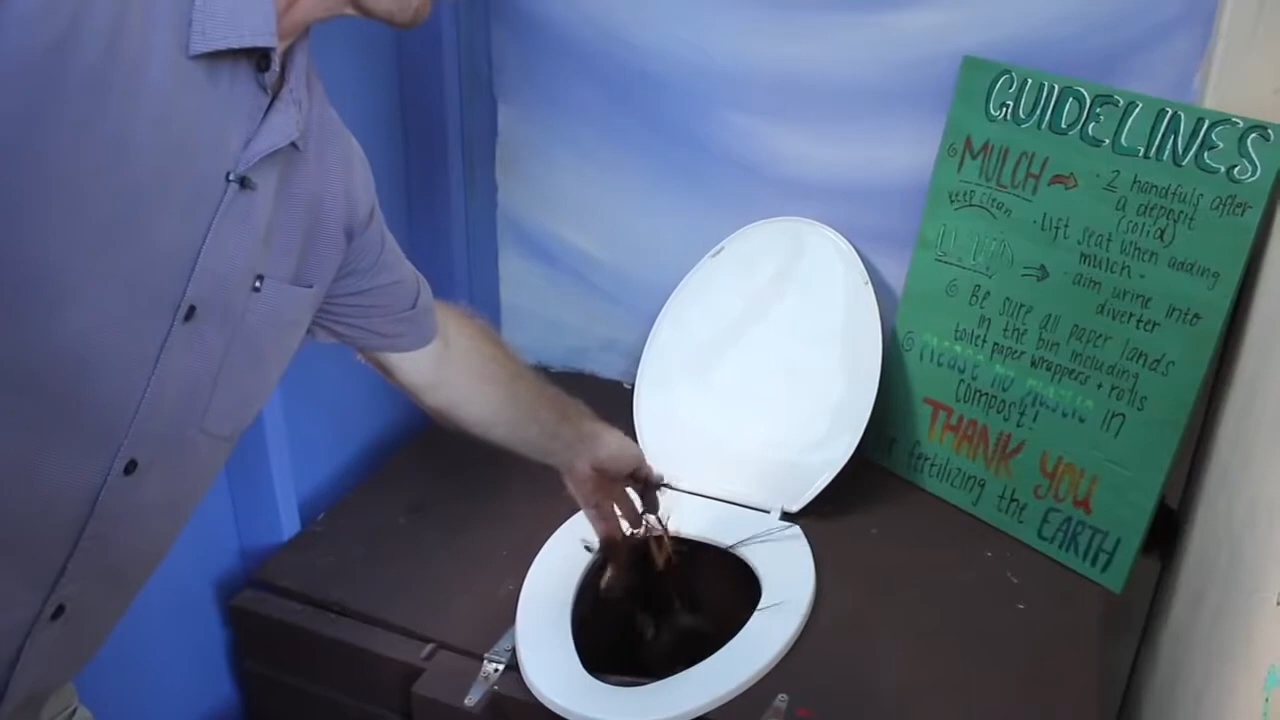 GUIDELINES
MULCH → · 2 handfuls after
a deposit
(solid)
keep clean
· Lift seat when adding
mulch -
LIQUID → · aim urine into
diverter
Be sure all paper lands
in the bin including
toilet paper wrappers + rolls
Please no plastic in
compost!
THANK YOU
fertilizing the EARTH